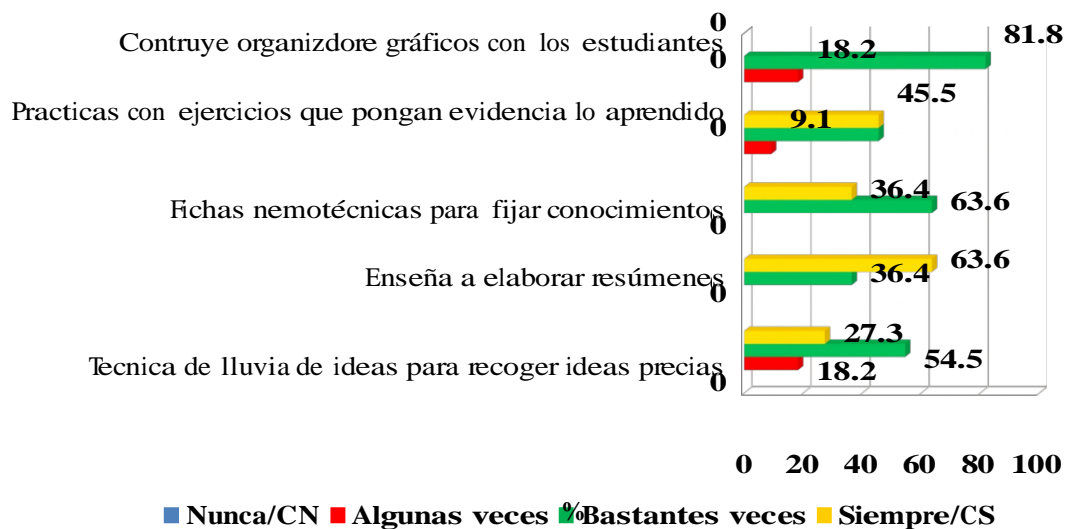 0
Contruye organizdore gráficos con los estudiantes
81.8
18.2
0
45.5
Practicas con ejercicios que pongan evidencia lo aprendido
9.1
0
36.4
Fichas nemotécnicas para fijar conocimientos
63.6
0
63.6
Enseña a elaborar resúmenes
36.4
0
27.3
Tecnica de lluvia de ideas para recoger ideas precias
54.5
18.2
0
0 20 40 60 80 100
%
Nunca/CN Algunas veces Bastantes veces Siempre/CS